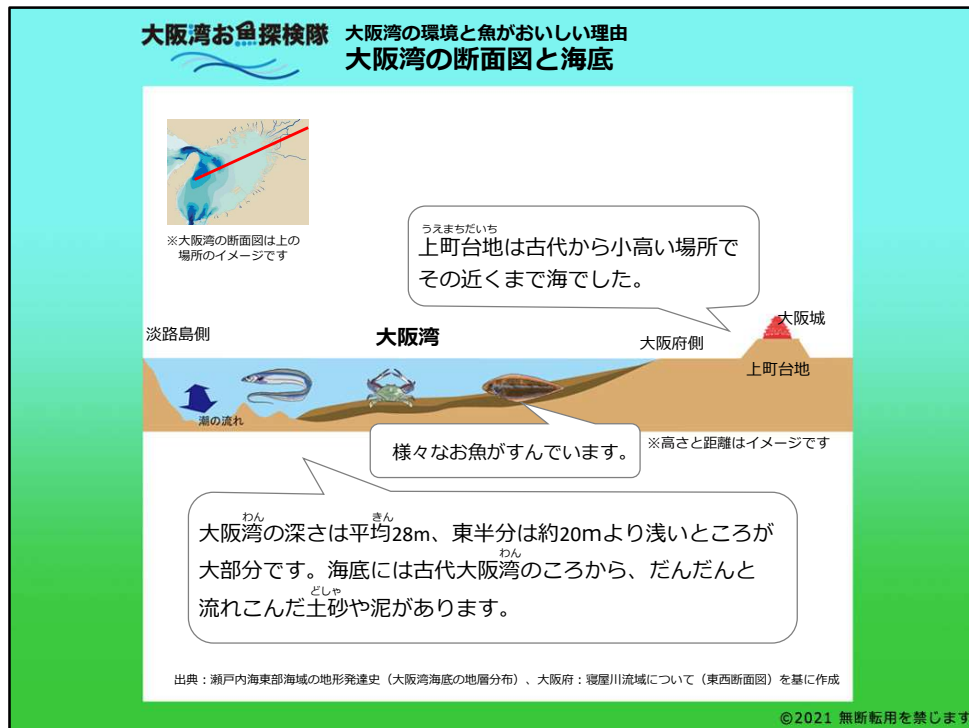 大阪湾お魚探検隊
大阪湾の環境と魚がおいしい理由
大阪湾の断面図と海底
※大阪湾の断面図は上の
場所のイメージです
うえまちだいち
上町台地は古代から小高い場所で
その近くまで海でした。
淡路島側
大阪湾
大阪府側
大阪城
上町台地
潮の流れ
様々なお魚がすんでいます。
※高さと距離はイメージです
わん
きん
大阪湾の深さは平均28m、東半分は約20mより浅いところが
わん
大部分です。海底には古代大阪湾のころから、だんだんと
どしゃ
流れこんだ土砂や泥があります。
出典：瀬戸内海東部海域の地形発達史（大阪湾海底の地層分布）、大阪府：寝屋川流域について（東西断面図）を基に作成
©2021 無断転用を禁じます